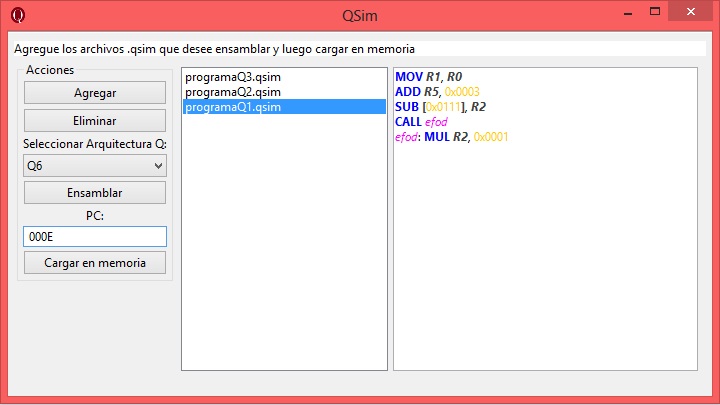 QSim
Agregue los archivos .qsim que desee ensamblar y luego cargar en memoria
Acciones
Agregar
Eliminar
Seleccionar Arquitectura Q:
Q6
Ensamblar
PC:
000E
Cargar en memoria
programaQ3.qsim
programaQ2.qsim
programaQ1.qsim
MOV R1, R0
ADD R5, 0x0003
SUB [0x0111], R2
CALL efod
efod: MUL R2, 0x0001